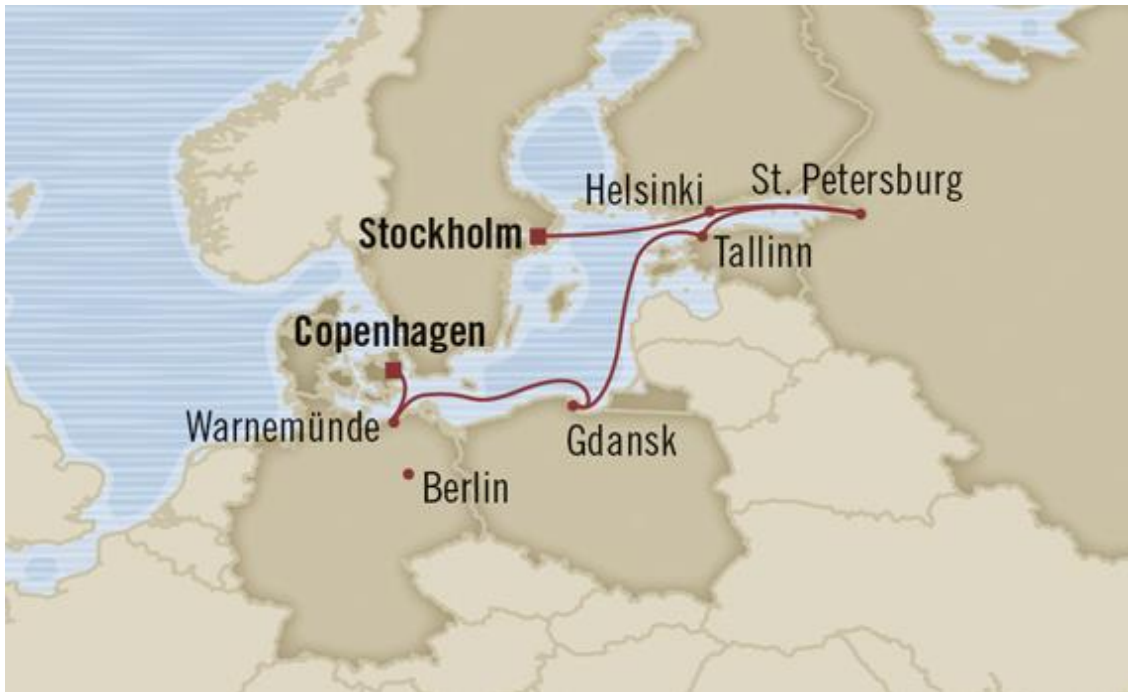 Helsinki
St. Petersburg
Stockholm
Tallinn
Copenhagen
Warnemünde
Gdansk
Berlin